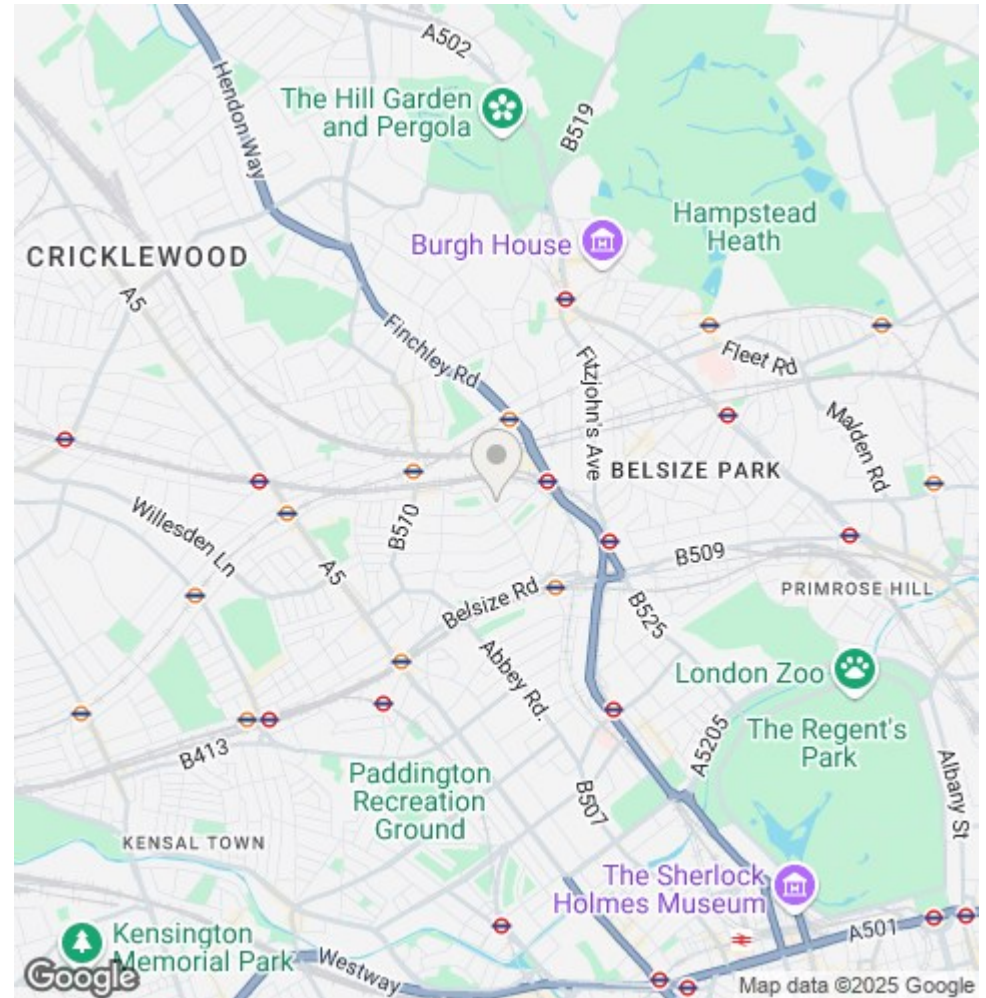 A502
The Hill Garden
and Pergola
B519
Hendon Way
Hampstead
Heath
Burgh House
CRICKLEWOOD
A5
Finchley Rd
Fitzjohn's Ave
Fleet Rd
Malden Rd
BELSIZE PARK
B510
Willesden Ln
A5
B509
Belsize Rd
PRIMROSE HILL
B525
Abbey Rd.
London Zoo
The Regent's
Park
A5205
B413
Albany St
Paddington
Recreation
Ground
B507
KENSAL TOWN
The Sherlock
Holmes Museum
A501
Kensington
Memorial Park
Westway
Google
Map data ©2025 Google